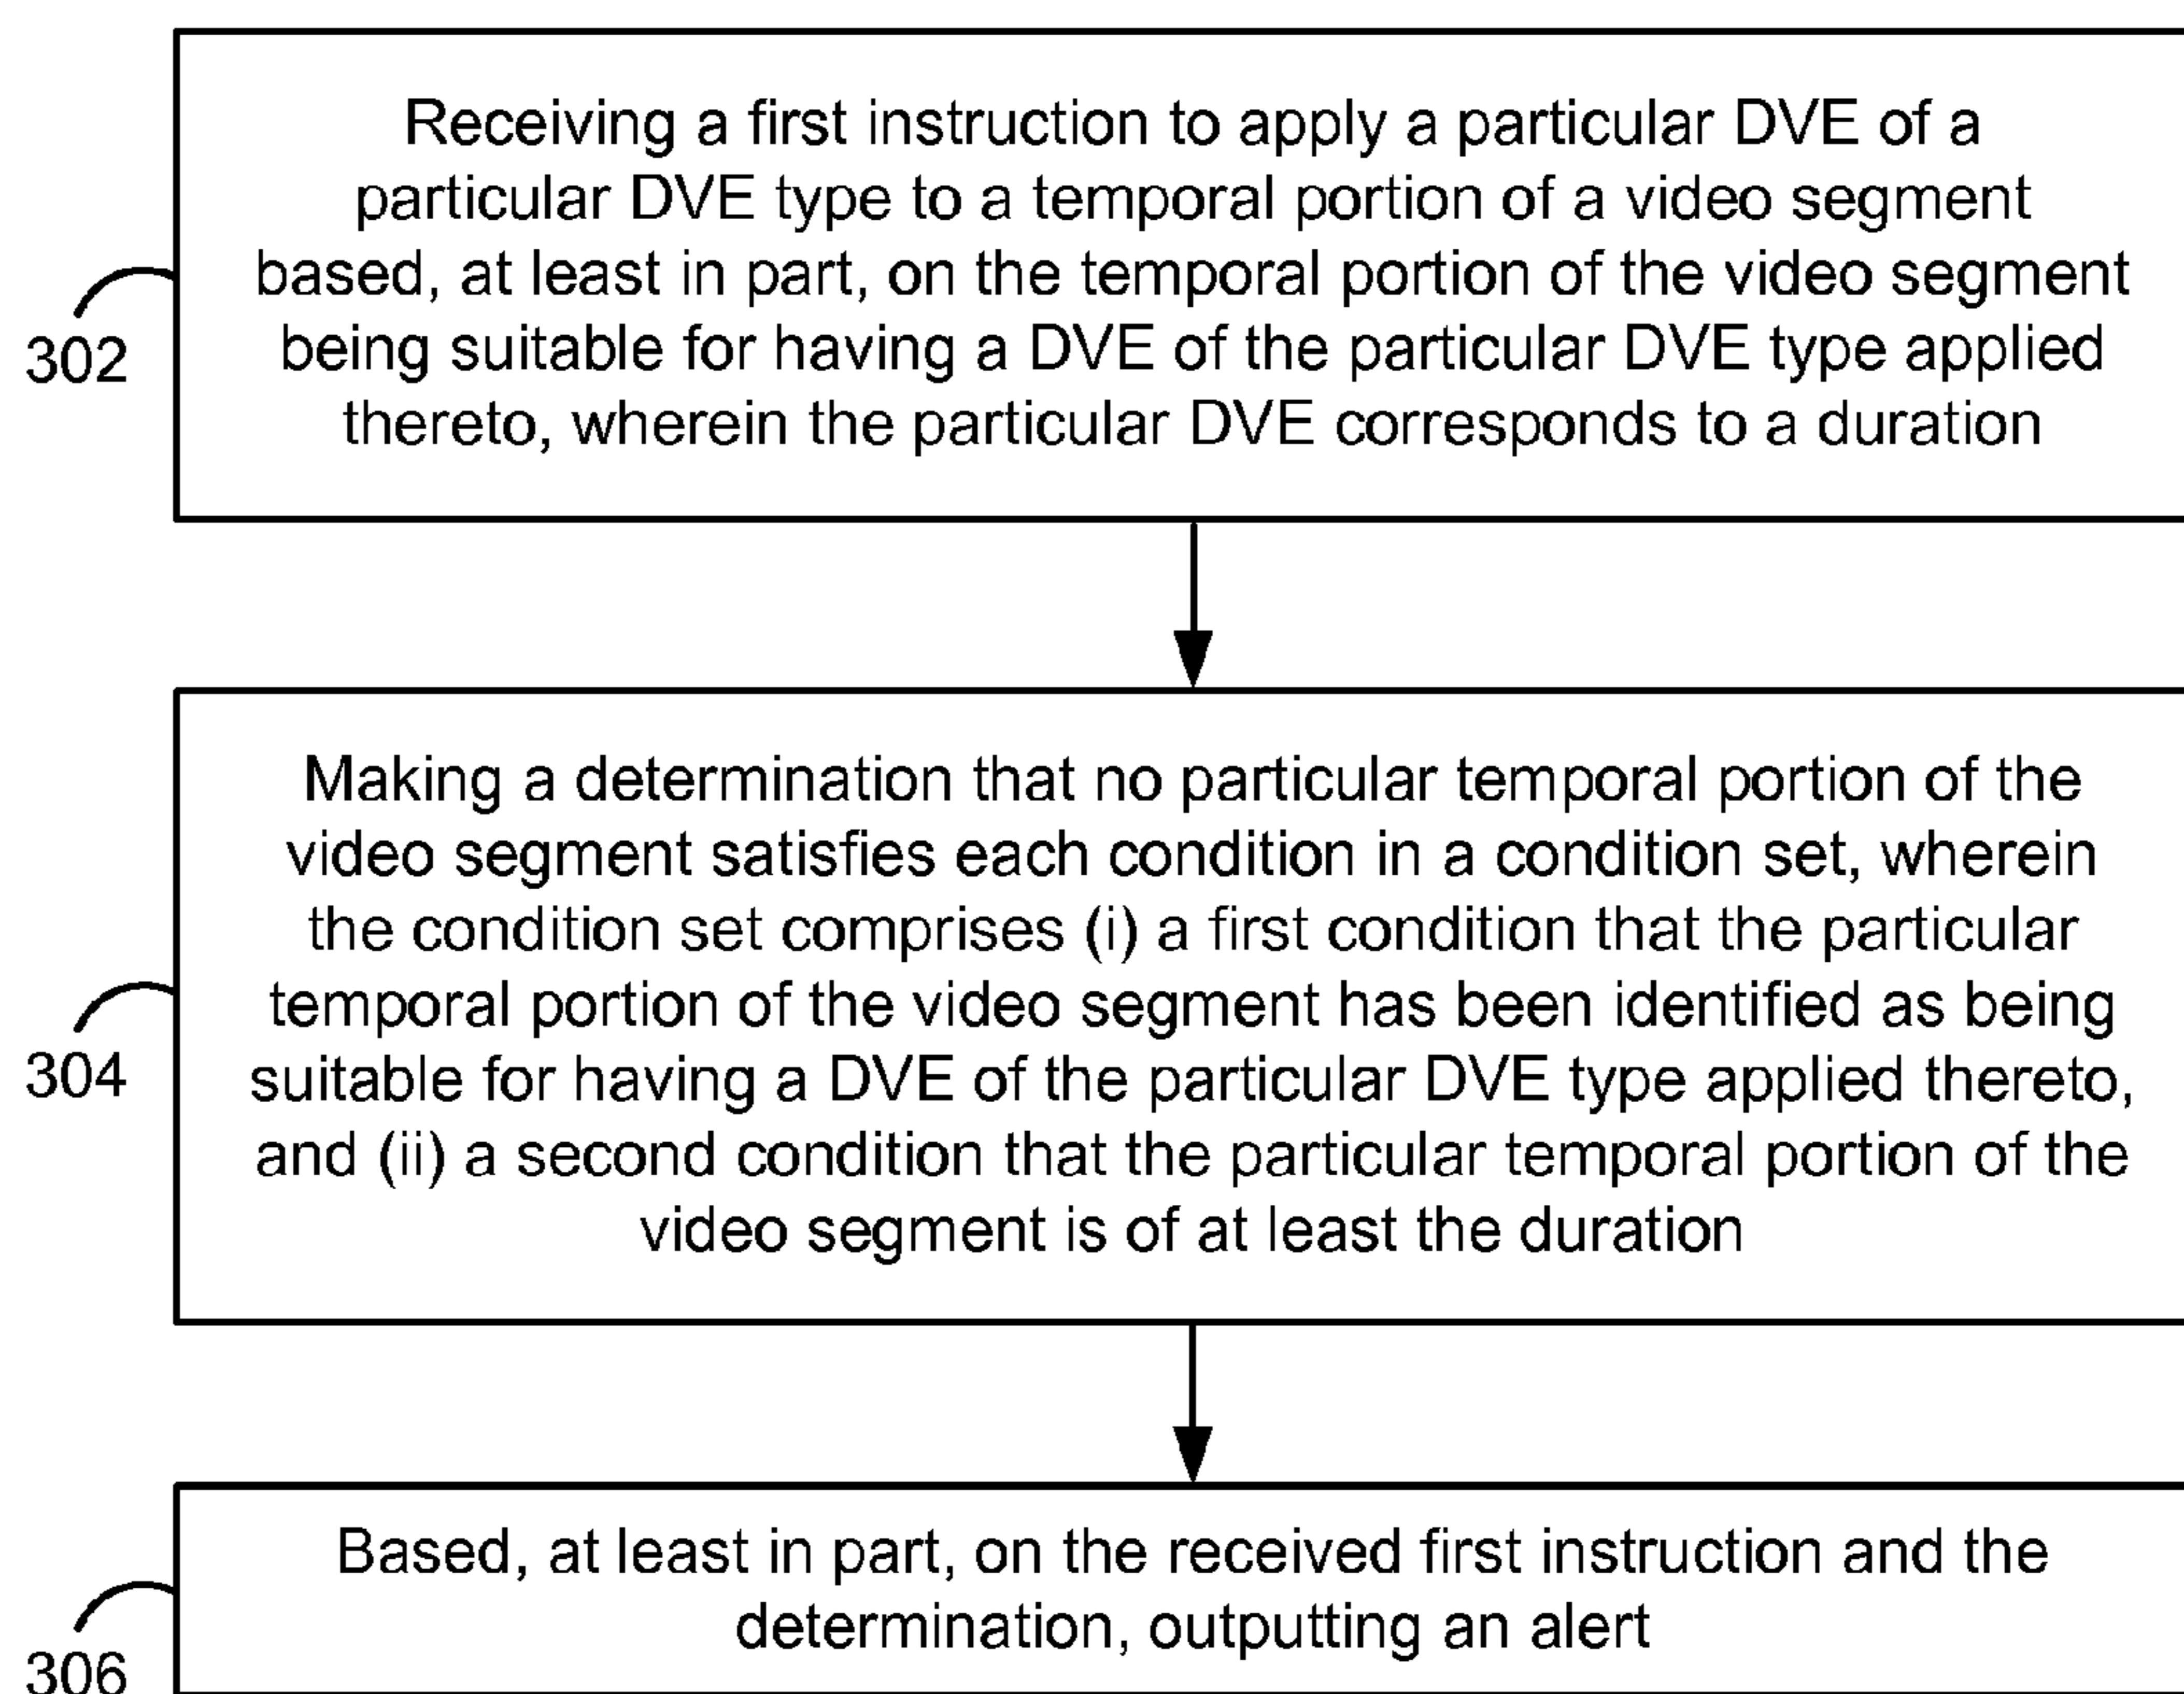 Receiving a first instruction to apply a particular DVE of a
particular DVE type to a temporal portion of a video segment
based, at least in part, on the temporal portion of the video segment
being suitable for having a DVE of the particular DVE type applied
thereto, wherein the particular DVE corresponds to a duration
302
Making a determination that no particular temporal portion of the
video segment satisfies each condition in a condition set, wherein
the condition set comprises (i) a first condition that the particular
temporal portion of the video segment has been identified as being
suitable for having a DVE of the particular DVE type applied thereto,
and (ii) a second condition that the particular temporal portion of the
video segment is of at least the duration
304
Based, at least in part, on the received first instruction and the
determination, outputting an alert
306